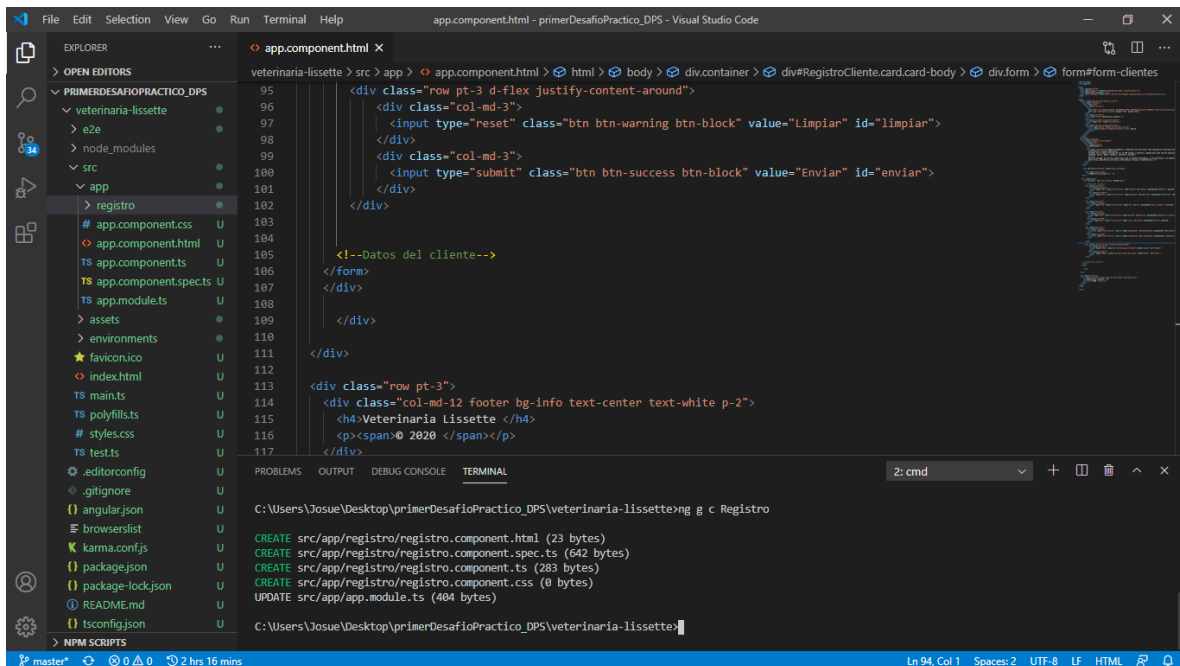 File Edit Selection View Go Run Terminal Help app.component.html - primerDesafioPractico_DPS - Visual Studio Code
EXPLORER ...
OPEN EDITORS
PRIMERDESAFIOPRACTICO_DPS
veterinaria-lissette
e2e
node_modules
src
app
registro
# app.component.css U
<> app.component.html U
TS app.component.ts U
TS app.component.spec.ts U
TS app.module.ts U
assets
environments
favicon.ico U
<> index.html U
TS main.ts U
TS polyfills.ts U
# styles.css U
TS test.ts U
.editorconfig U
.gitignore U
{} angular.json U
browserslist U
karma.conf.js U
{} package.json U
{} package-lock.json U
README.md U
{} tsconfig.json U
NPM SCRIPTS
34
<> app.component.html ×
veterinaria-lissette > src > app > <> app.component.html > html > body > div.container > div#RegistroCliente.card.card-body > div.form > form#form-clientes
95 <div class="row pt-3 d-flex justify-content-around">
96 <div class="col-md-3">
97 <input type="reset" class="btn btn-warning btn-block" value="Limpiar" id="limpiar">
98 </div>
99 <div class="col-md-3">
100 <input type="submit" class="btn btn-success btn-block" value="Enviar" id="enviar">
101 </div>
102 </div>
103
104
105 <!--Datos del cliente-->
106 </form>
107 </div>
108
109 </div>
110
111 </div>
112
113 <div class="row pt-3">
114 <div class="col-md-12 footer bg-info text-center text-white p-2">
115 <h4>Veterinaria Lissette </h4>
116 <p><span>© 2020 </span></p>
117 </div>
PROBLEMS OUTPUT DEBUG CONSOLE TERMINAL 2: cmd
C:\Users\Josue\Desktop\primerDesafioPractico_DPS\veterinaria-lissette>ng g c Registro
CREATE src/app/registro/registro.component.html (23 bytes)
CREATE src/app/registro/registro.component.spec.ts (642 bytes)
CREATE src/app/registro/registro.component.ts (283 bytes)
CREATE src/app/registro/registro.component.css (0 bytes)
UPDATE src/app/app.module.ts (404 bytes)
C:\Users\Josue\Desktop\primerDesafioPractico_DPS\veterinaria-lissette>
master* 0 0 2 hrs 16 mins Ln 94, Col 1 Spaces: 2 UTF-8 LF HTML